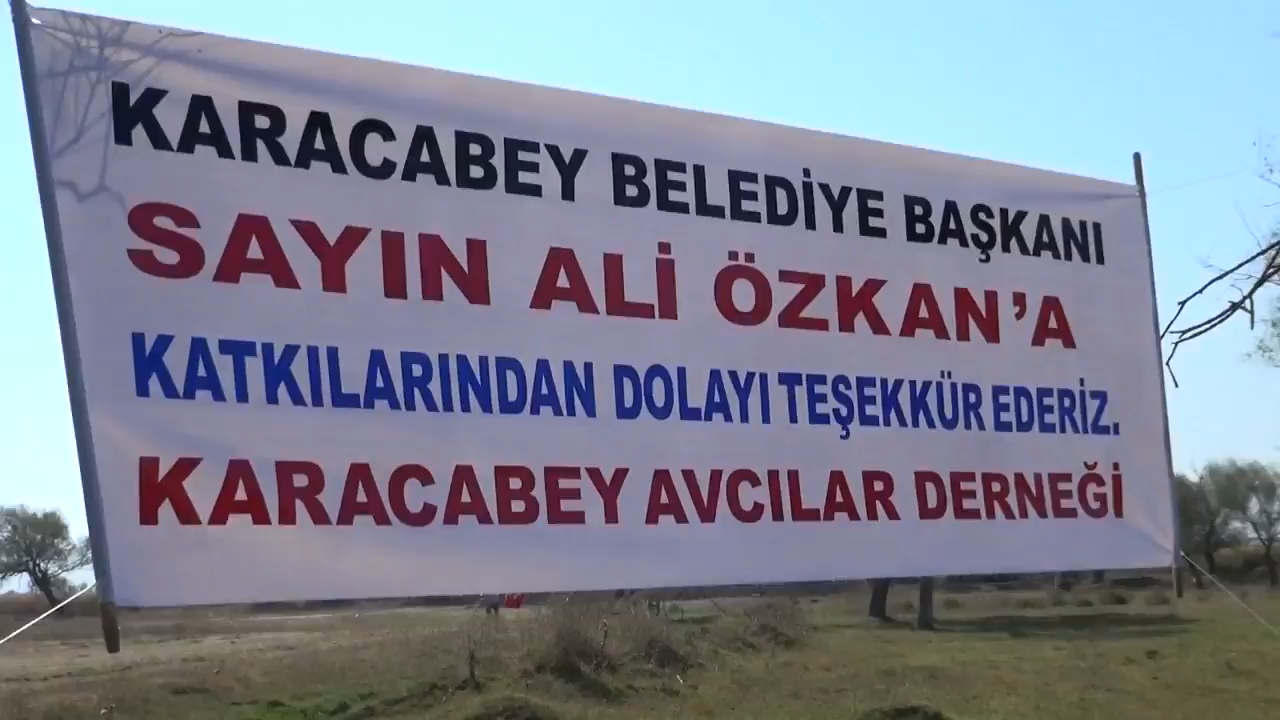 KARACABEY BELEDİYE BAŞKANI
SAYIN ALİ ÖZKAN'A
KATKILARINDAN DOLAYI TEŞEKKÜR EDERİZ.
KARACABEY AVCILAR DERNEĞİ